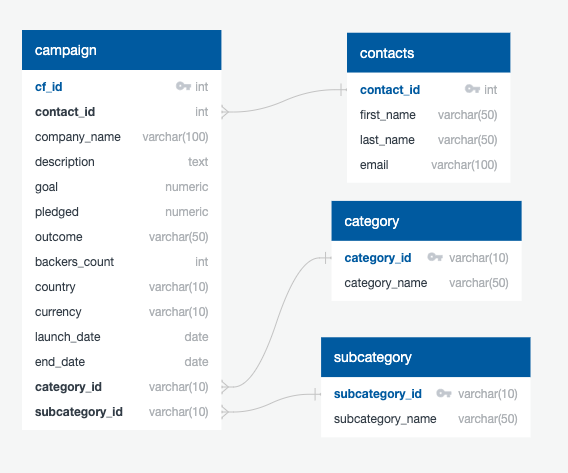 campaign
cf_id int
contact_id int
company_name varchar(100)
description text
goal numeric
pledged numeric
outcome varchar(50)
backers_count int
country varchar(10)
currency varchar(10)
launch_date date
end_date date
category_id varchar(10)
subcategory_id varchar(10)
contacts
contact_id int
first_name varchar(50)
last_name varchar(50)
email varchar(100)
category
category_id varchar(10)
category_name varchar(50)
subcategory
subcategory_id varchar(10)
subcategory_name varchar(50)